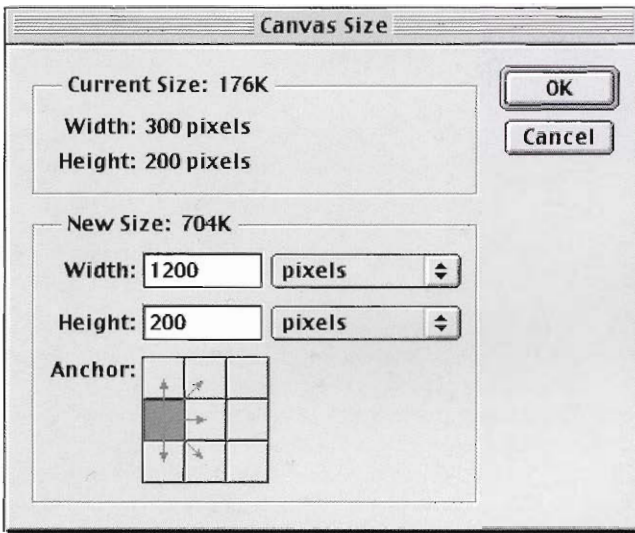 Canvas Size
Current Size: 176K
Width: 300 pixels
Height: 200 pixels
OK
Cancel
New Size: 704K
Width: 1200 pixels
Height: 200 pixels
Anchor: